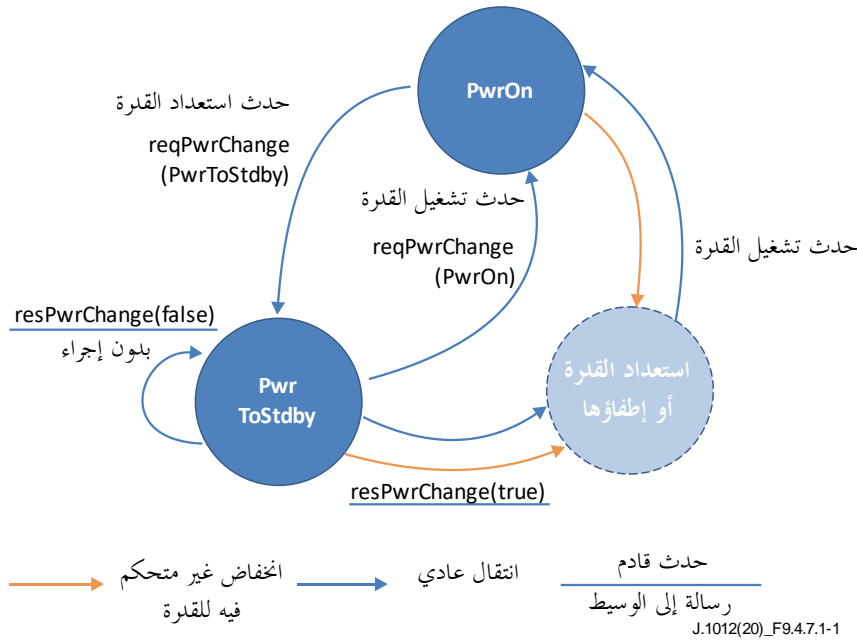 PwrOn
حدث استعداد القدرة
reqPwrChange
(PwrToStdby)
حدث تشغيل القدرة
reqPwrChange
(PwrOn)
حدث تشغيل القدرة
resPwrChange(false)
بدون إجراء
Pwr
ToStdby
استعداد القدرة
أو إطفاؤها
resPwrChange(true)
انخفاض غير متحكم
فيه للقدرة
انتقال عادي
حدث قادم
رسالة إلى الوسيط
J.1012(20)_F9.4.7.1-1